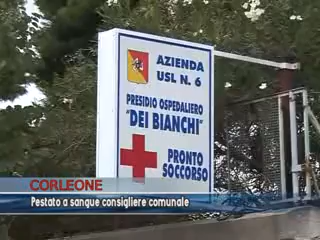 AZIENDA
USL N. 6
PRESIDIO OSPEDALIERO
"DEI BIANCHI"
PRONTO
SOCCORSO
CORLEONE
Pestato a sangue consigliere comunale